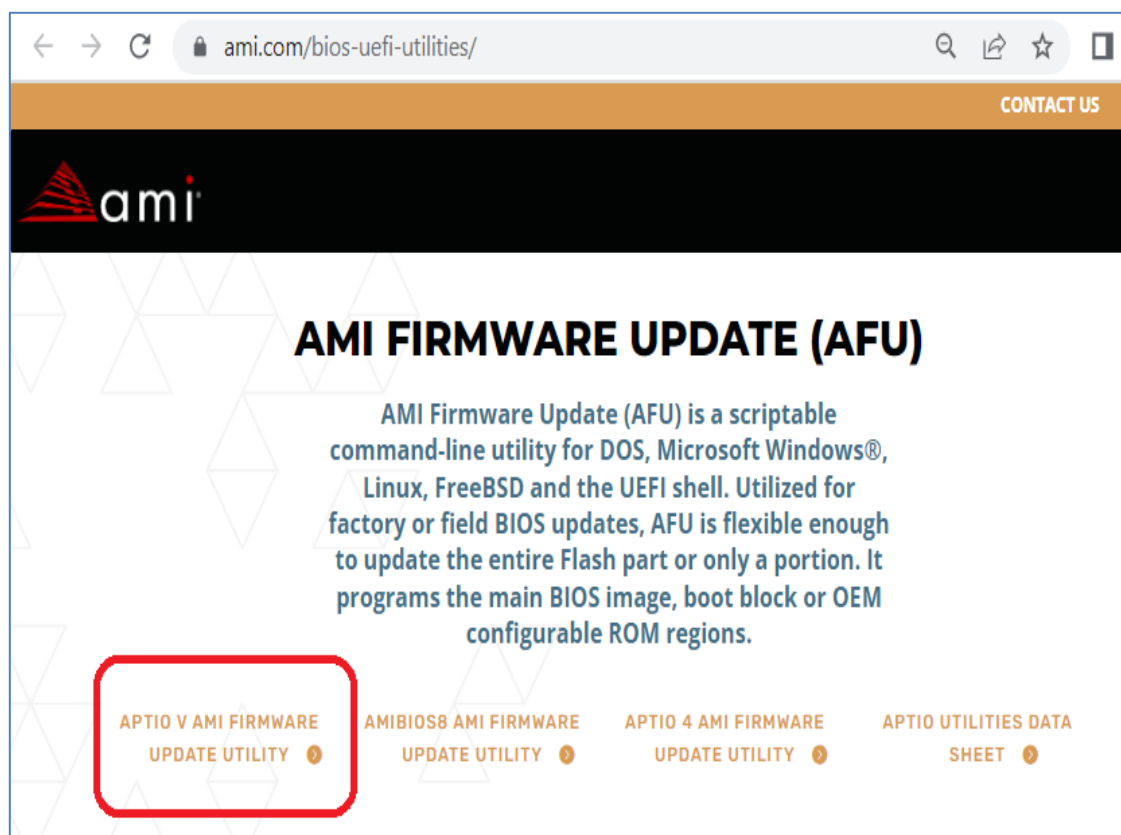 ami.com/bios-uefi-utilities/
CONTACT US
ami
AMI FIRMWARE UPDATE (AFU)
AMI Firmware Update (AFU) is a scriptable
command-line utility for DOS, Microsoft Windows®,
Linux, FreeBSD and the UEFI shell. Utilized for
factory or field BIOS updates, AFU is flexible enough
to update the entire Flash part or only a portion. It
programs the main BIOS image, boot block or OEM
configurable ROM regions.
APTIO V AMI FIRMWARE
UPDATE UTILITY
AMIBIOS8 AMI FIRMWARE
UPDATE UTILITY
APTIO 4 AMI FIRMWARE
UPDATE UTILITY
APTIO UTILITIES DATA
SHEET